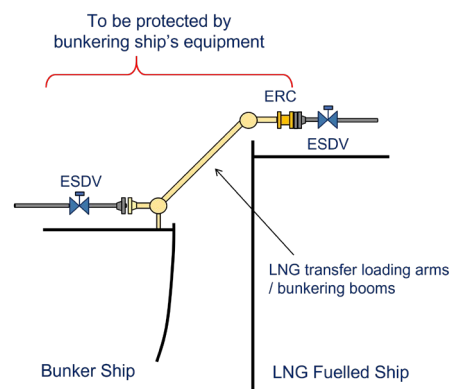 To be protected by
bunkering ship's equipment
ERC
ESDV
ESDV
LNG transfer loading arms
/ bunkering booms
Bunker Ship
LNG Fuelled Ship